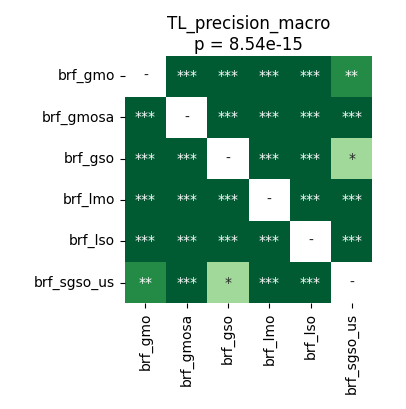 TL_precision_macro
p = 8.54e-15
brf_gmo - *** *** *** *** **
brf_gmosa *** - *** *** *** ***
brf_gso *** *** - *** *** *
brf_lmo *** *** *** - *** ***
brf_lso *** *** *** *** - ***
brf_sgso_us ** *** * *** *** -
brf_gmo
brf_gmosa
brf_gso
brf_lmo
brf_lso
brf_sgso_us